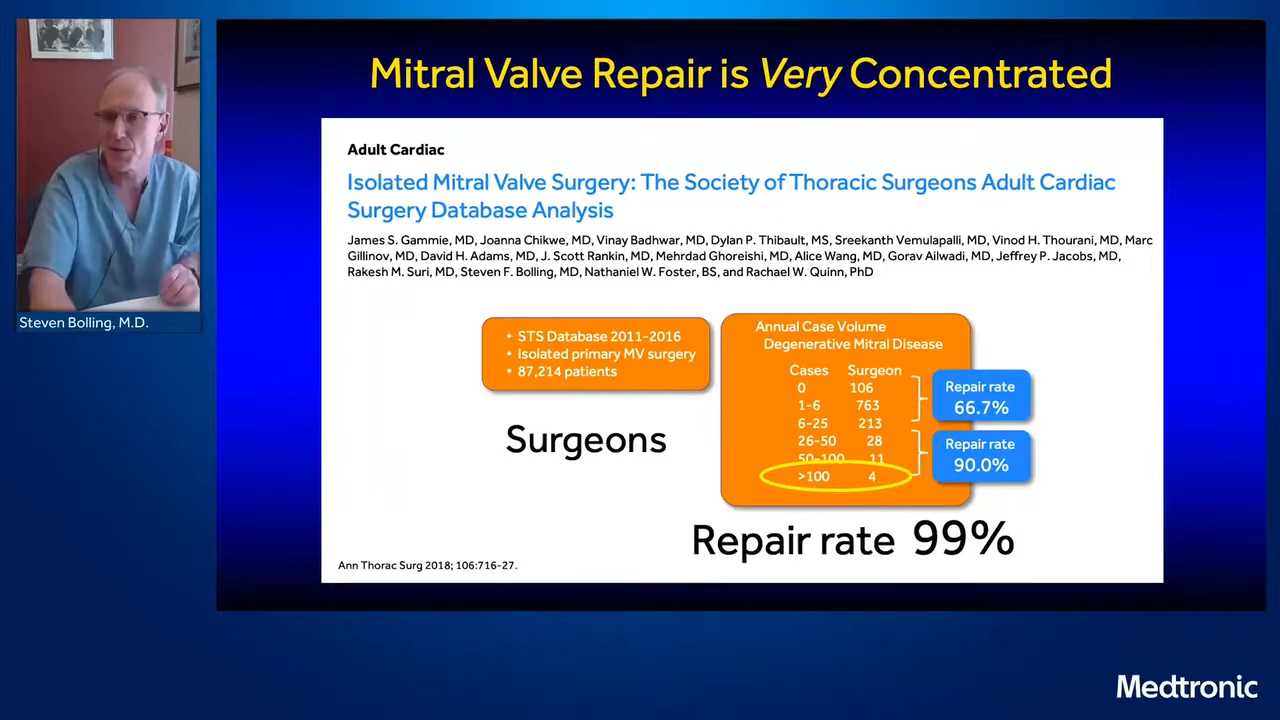 Mitral Valve Repair is Very Concentrated
Adult Cardiac
Isolated Mitral Valve Surgery: The Society of Thoracic Surgeons Adult Cardiac
Surgery Database Analysis
James S. Gammie, MD, Joanna Chikwe, MD, Vinay Badhwar, MD, Dylan P. Thibault, MS, Sreekanth Vemulapalli, MD, Vinod H. Thourani, MD, Marc
Gillinov, MD, David H. Adams, MD, J. Scott Rankin, MD, Mehrdad Ghoreishi, MD, Alice Wang, MD, Gorav Ailwadi, MD, Jeffrey P. Jacobs, MD,
Rakesh M. Suri, MD, Steven F. Bolling, MD, Nathaniel W. Foster, BS, and Rachael W. Quinn, PhD
• STS Database 2011-2016
• Isolated primary MV surgery
• 87,214 patients
Surgeons
Annual Case Volume
Degenerative Mitral Disease
Cases Surgeon
0 106
1-6 763
6-25 213
26-50 28
50-100 11
>100 4
Repair rate
66.7%
Repair rate
90.0%
Repair rate 99%
Ann Thorac Surg 2018; 106:716-27.
Steven Bolling, M.D.
Medtronic